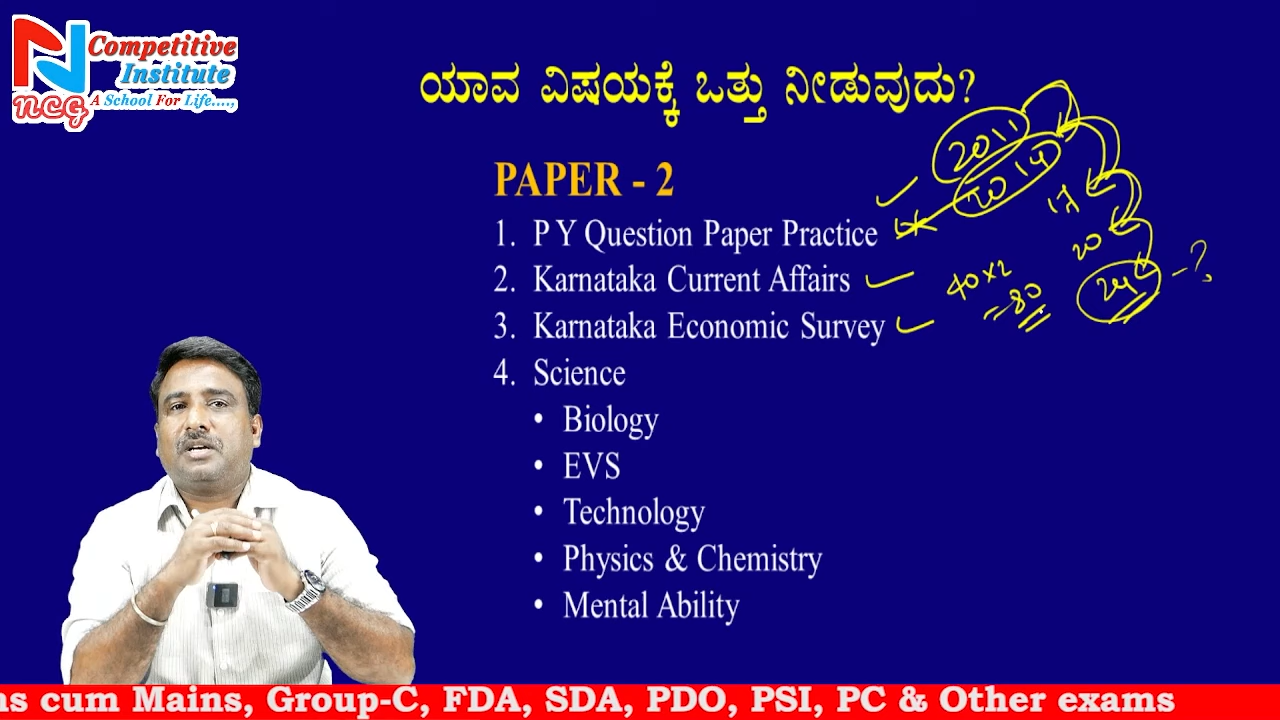 Competitive
Institute
NCG A School For Life....,
ಯಾವ ವಿಷಯಕ್ಕೆ ಒತ್ತು ನೀಡುವುದು?
PAPER - 2
1. P Y Question Paper Practice
2. Karnataka Current Affairs
3. Karnataka Economic Survey
4. Science
• Biology
• EVS
• Technology
• Physics & Chemistry
• Mental Ability
2011
2014
17
20
24 - ?
40×2
=80
ns cum Mains, Group-C, FDA, SDA, PDO, PSI, PC & Other exams